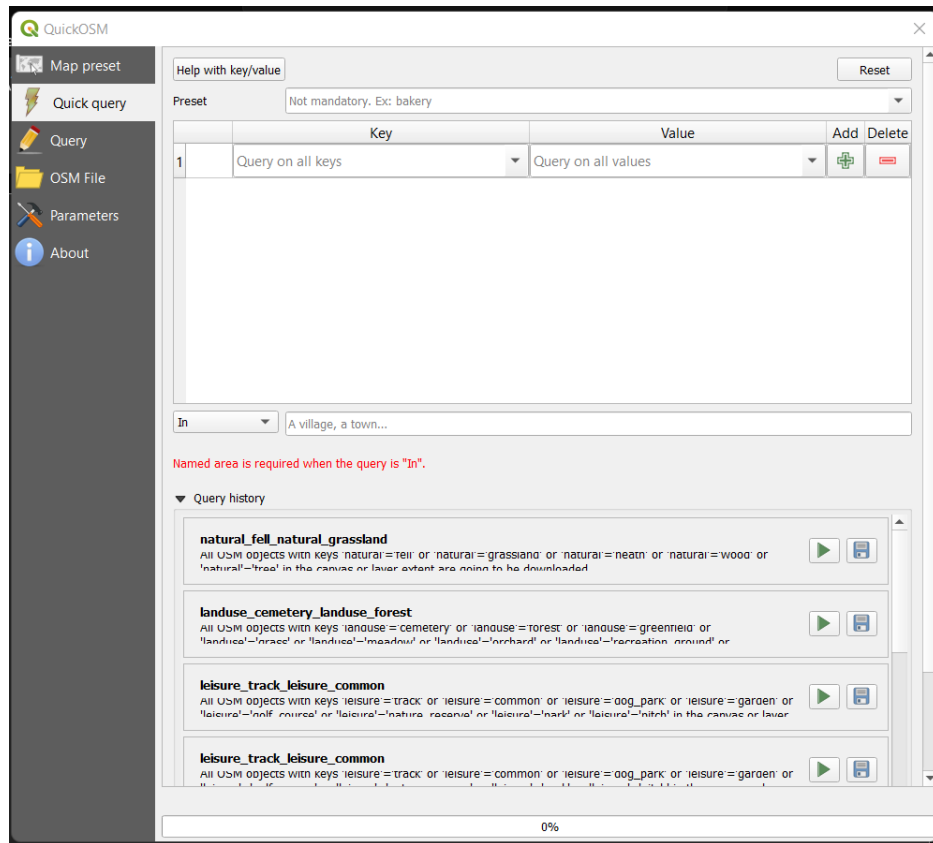 QuickOSM
Map preset
Quick query
Query
OSM File
Parameters
About
Help with key/value
Reset
Preset
Not mandatory. Ex: bakery
Key Value Add Delete
1 Query on all keys Query on all values
In A village, a town...
Named area is required when the query is "In".
Query history
natural_fell_natural_grassland
All OSM objects with keys 'natural'='fell' or 'natural'='grassland' or 'natural'='heath' or 'natural'='wood' or
'natural'='tree' in the canvas or layer extent are going to be downloaded
landuse_cemetery_landuse_forest
All OSM objects with keys 'landuse'='cemetery' or 'landuse'='forest' or 'landuse'='greenfield' or
'landuse'='grass' or 'landuse'='meadow' or 'landuse'='orchard' or 'landuse'='recreation_ground' or
leisure_track_leisure_common
All OSM objects with keys 'leisure'='track' or 'leisure'='common' or 'leisure'='dog_park' or 'leisure'='garden' or
'leisure'='golf_course' or 'leisure'='nature_reserve' or 'leisure'='park' or 'leisure'='pitch' in the canvas or layer
leisure_track_leisure_common
All OSM objects with keys 'leisure'='track' or 'leisure'='common' or 'leisure'='dog_park' or 'leisure'='garden' or
0%